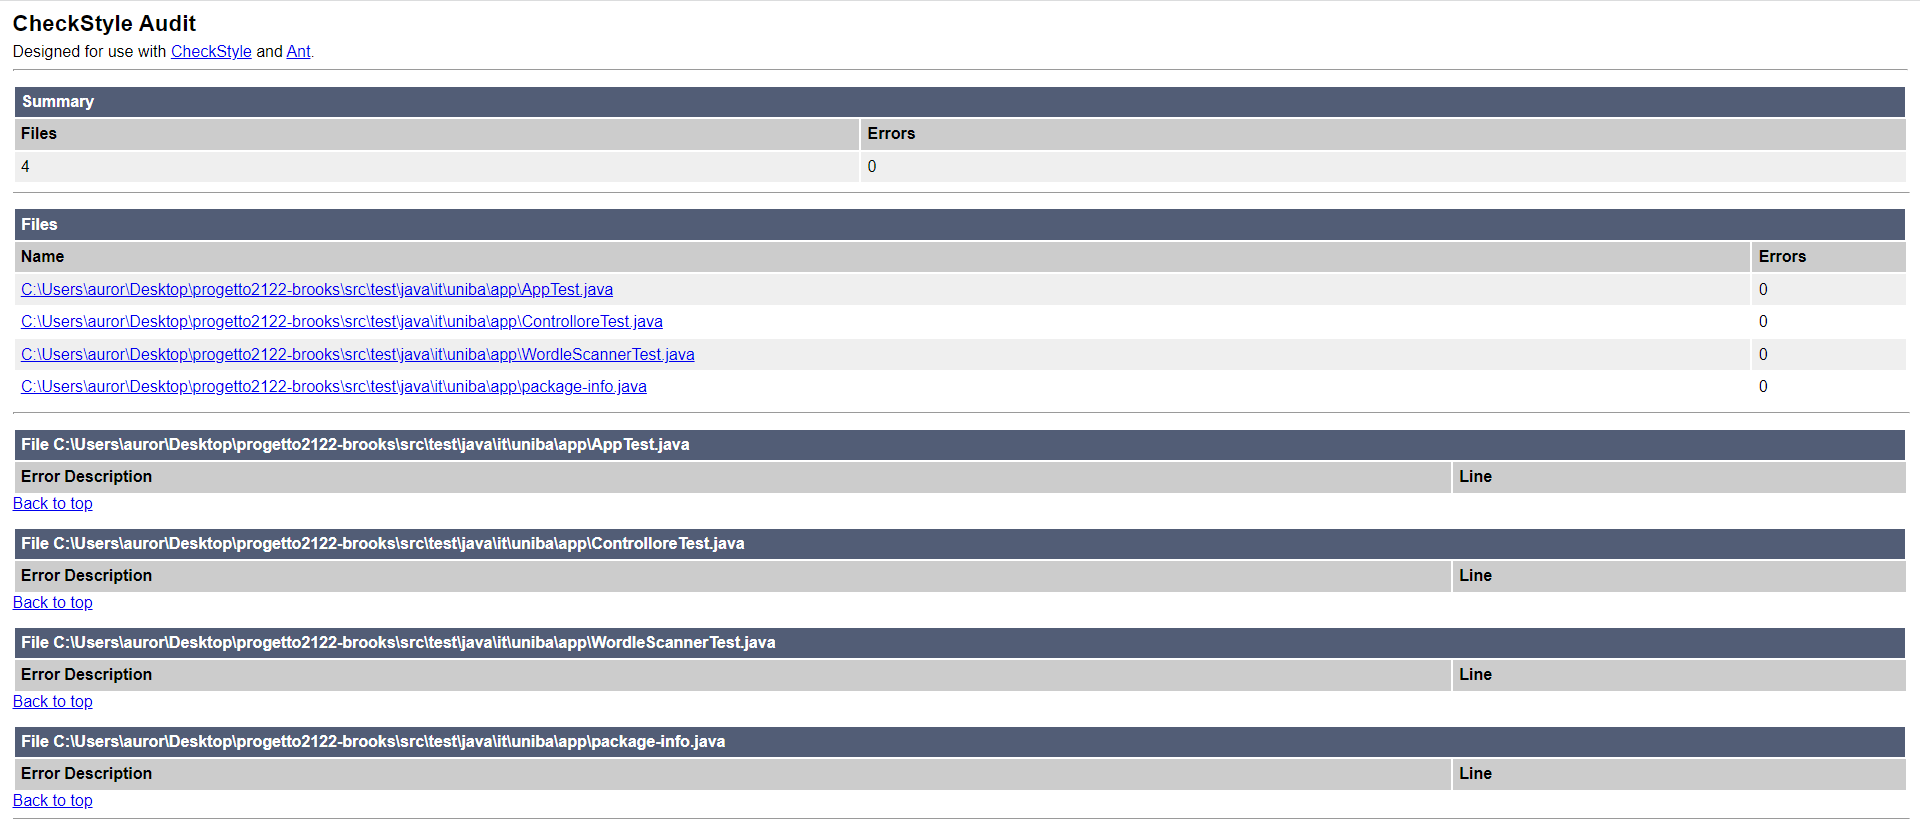 CheckStyle Audit
Designed for use with CheckStyle and Ant.
Summary
Files Errors
4 0
Files
Name Errors
C:\Users\auror\Desktop\progetto2122-brooks\src\test\java\it\uniba\app\AppTest.java 0
C:\Users\auror\Desktop\progetto2122-brooks\src\test\java\it\uniba\app\ControlloreTest.java 0
C:\Users\auror\Desktop\progetto2122-brooks\src\test\java\it\uniba\app\WordleScannerTest.java 0
C:\Users\auror\Desktop\progetto2122-brooks\src\test\java\it\uniba\app\package-info.java 0
File C:\Users\auror\Desktop\progetto2122-brooks\src\test\java\it\uniba\app\AppTest.java
Error Description Line
Back to top
File C:\Users\auror\Desktop\progetto2122-brooks\src\test\java\it\uniba\app\ControlloreTest.java
Error Description Line
Back to top
File C:\Users\auror\Desktop\progetto2122-brooks\src\test\java\it\uniba\app\WordleScannerTest.java
Error Description Line
Back to top
File C:\Users\auror\Desktop\progetto2122-brooks\src\test\java\it\uniba\app\package-info.java
Error Description Line
Back to top